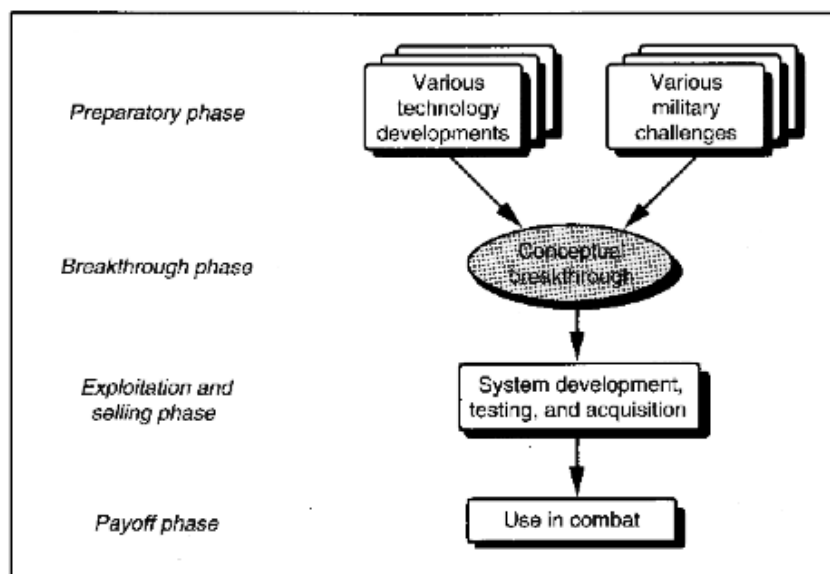 Preparatory phase
Various
technology
developments
Various
military
challenges
Breakthrough phase
Conceptual
breakthrough
Exploitation and
selling phase
System development,
testing, and acquisition
Payoff phase
Use in combat